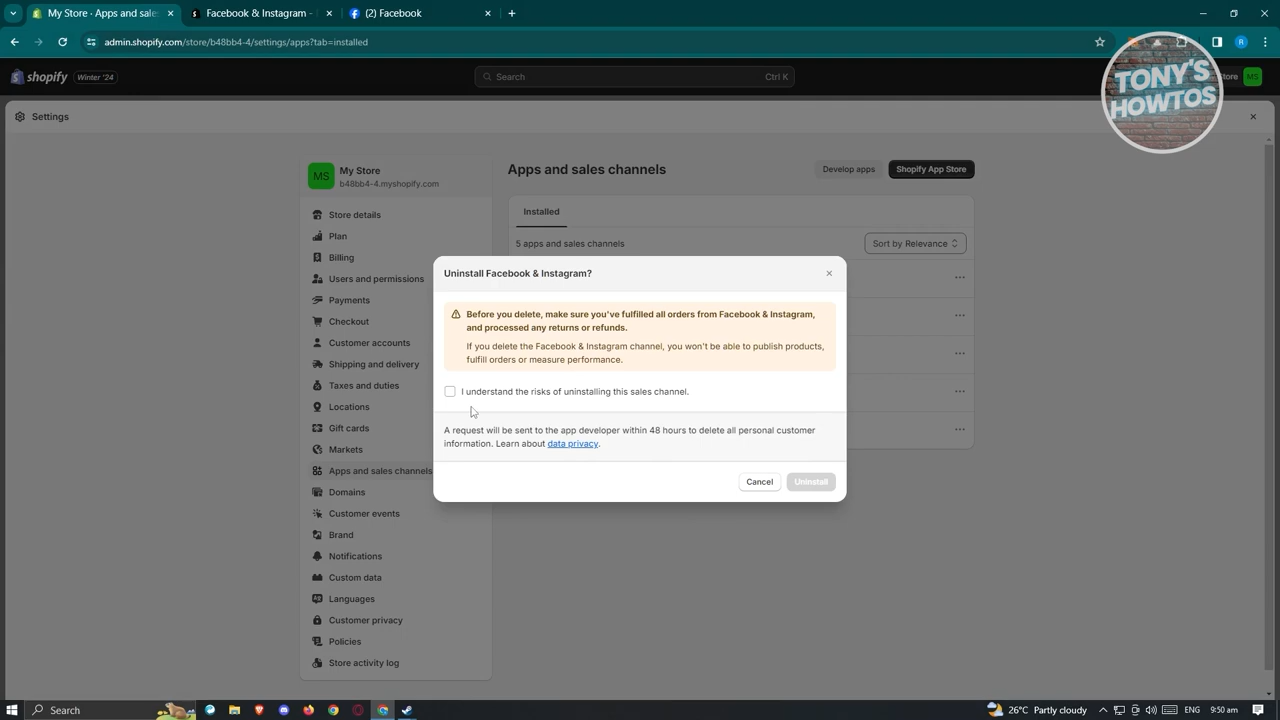 My Store · Apps and sale
Facebook & Instagram -
(2) Facebook
admin.shopify.com/store/b48bb4-4/settings/apps?tab=installed
R
shopify
Winter '24
Search
Ctrl K
Store
MS
TONY'S
HOWTOS
Settings
MS
My Store
b48bb4-4.myshopify.com
Store details
Plan
Billing
Users and permissions
Payments
Checkout
Customer accounts
Shipping and delivery
Taxes and duties
Locations
Gift cards
Markets
Apps and sales channels
Domains
Customer events
Brand
Notifications
Custom data
Languages
Customer privacy
Policies
Store activity log
Apps and sales channels
Develop apps
Shopify App Store
Installed
5 apps and sales channels
Sort by Relevance
Uninstall Facebook & Instagram?
Before you delete, make sure you've fulfilled all orders from Facebook & Instagram,
and processed any returns or refunds.
If you delete the Facebook & Instagram channel, you won't be able to publish products,
fulfill orders or measure performance.
I understand the risks of uninstalling this sales channel.
A request will be sent to the app developer within 48 hours to delete all personal customer
information. Learn about data privacy.
Cancel
Uninstall
Search
26°C Partly cloudy
ENG
9:50 am